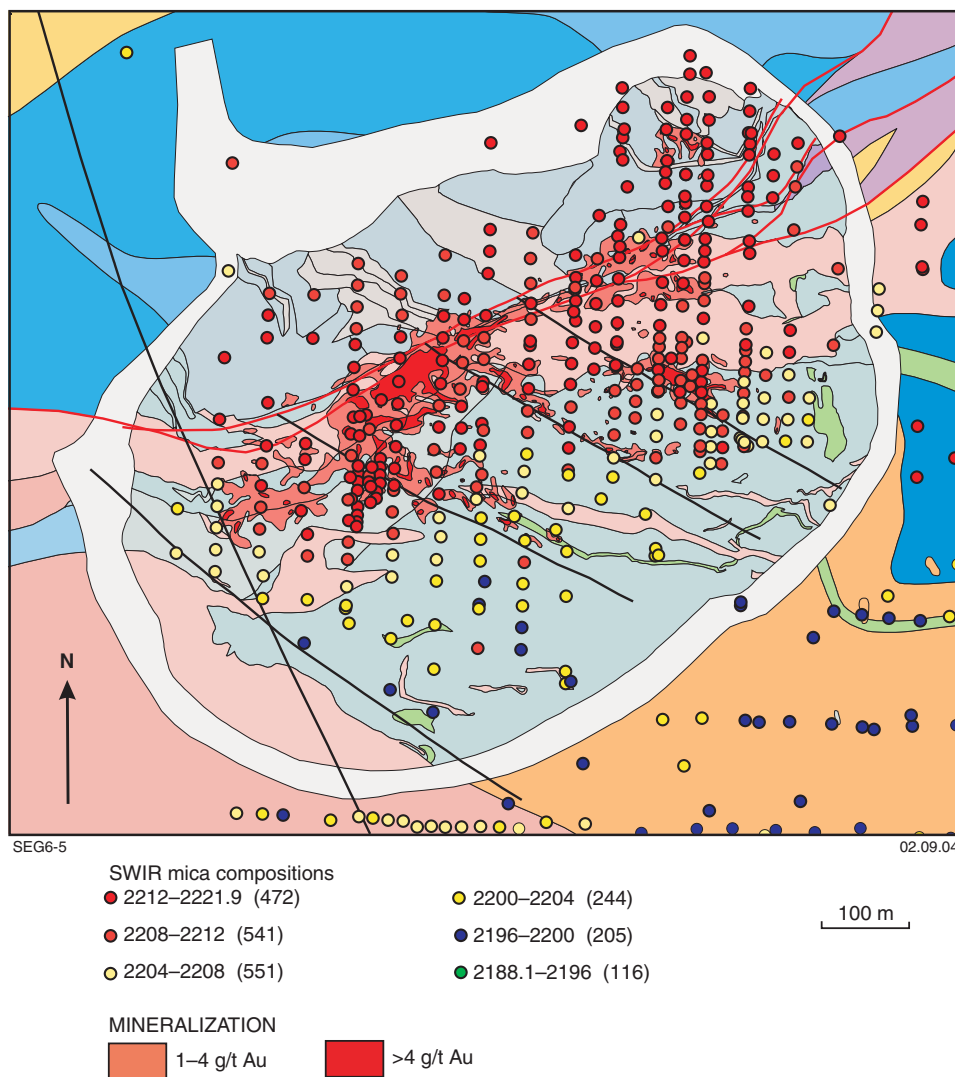 N
SEG6-5
02.09.04
SWIR mica compositions
2212–2221.9 (472)
2208–2212 (541)
2204–2208 (551)
2200–2204 (244)
2196–2200 (205)
2188.1–2196 (116)
100 m
MINERALIZATION
1–4 g/t Au
>4 g/t Au